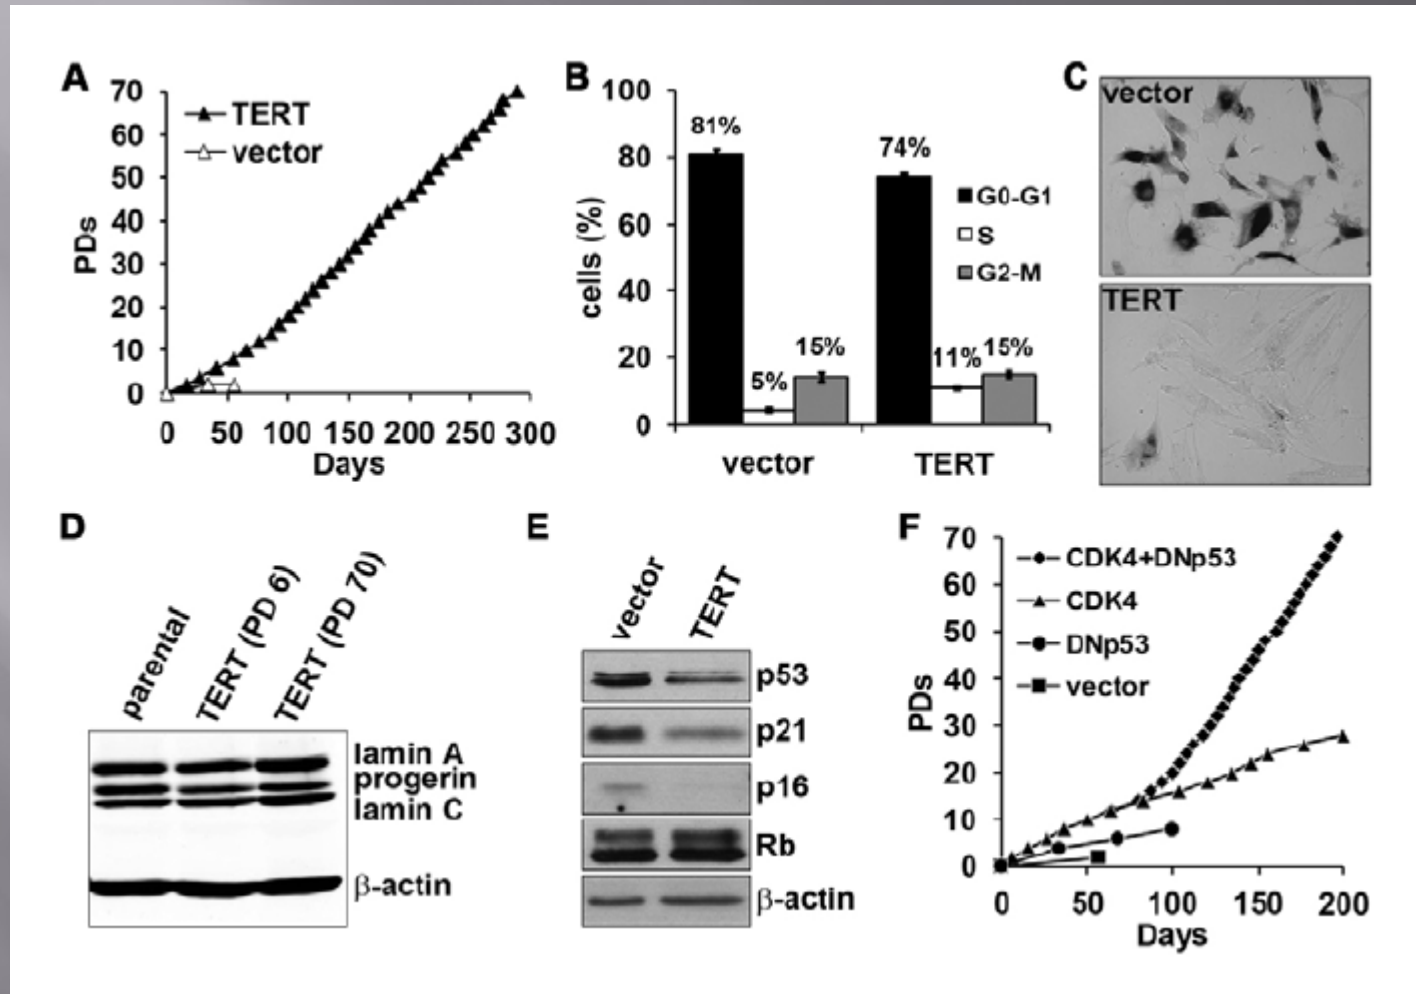 A
70
60
50
40
30
20
10
0
PDs
TERT
vector
0 50 100 150 200 250 300
Days
B
100
80
60
40
20
0
cells (%)
81%
5%
15%
74%
11%
15%
G0-G1
S
G2-M
vector TERT
C
vector
TERT
D
parental
TERT (PD 6)
TERT (PD 70)
lamin A
progerin
lamin C
β-actin
E
vector
TERT
p53
p21
p16
Rb
β-actin
F
70
60
50
40
30
20
10
0
PDs
CDK4+DNp53
CDK4
DNp53
vector
0 50 100 150 200
Days